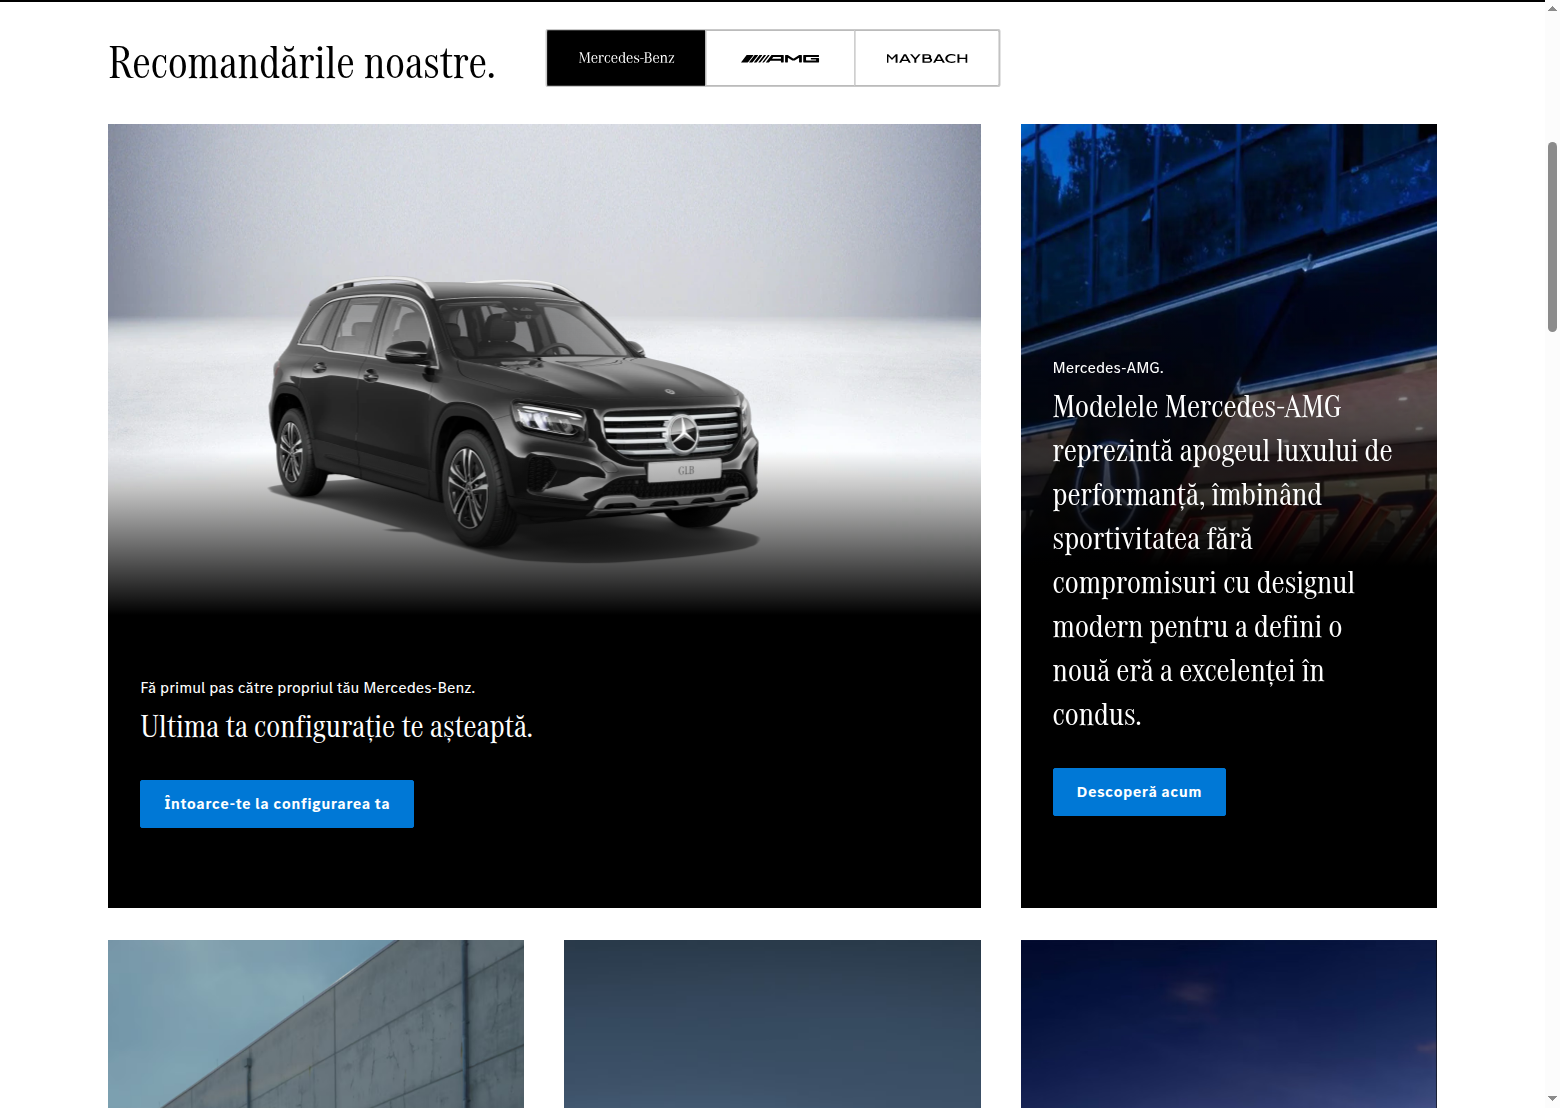 Recomandările noastre.
Mercedes-Benz
AMG
MAYBACH
GLB
Fă primul pas către propriul tău Mercedes-Benz.
Ultima ta configurație te așteaptă.
Întoarce-te la configurarea ta
Mercedes-AMG.
Modelele Mercedes-AMG
reprezintă apogeul luxului de
performanță, îmbinând
sportivitatea fără
compromisuri cu designul
modern pentru a defini o
nouă eră a excelenței în
condus.
Descoperă acum